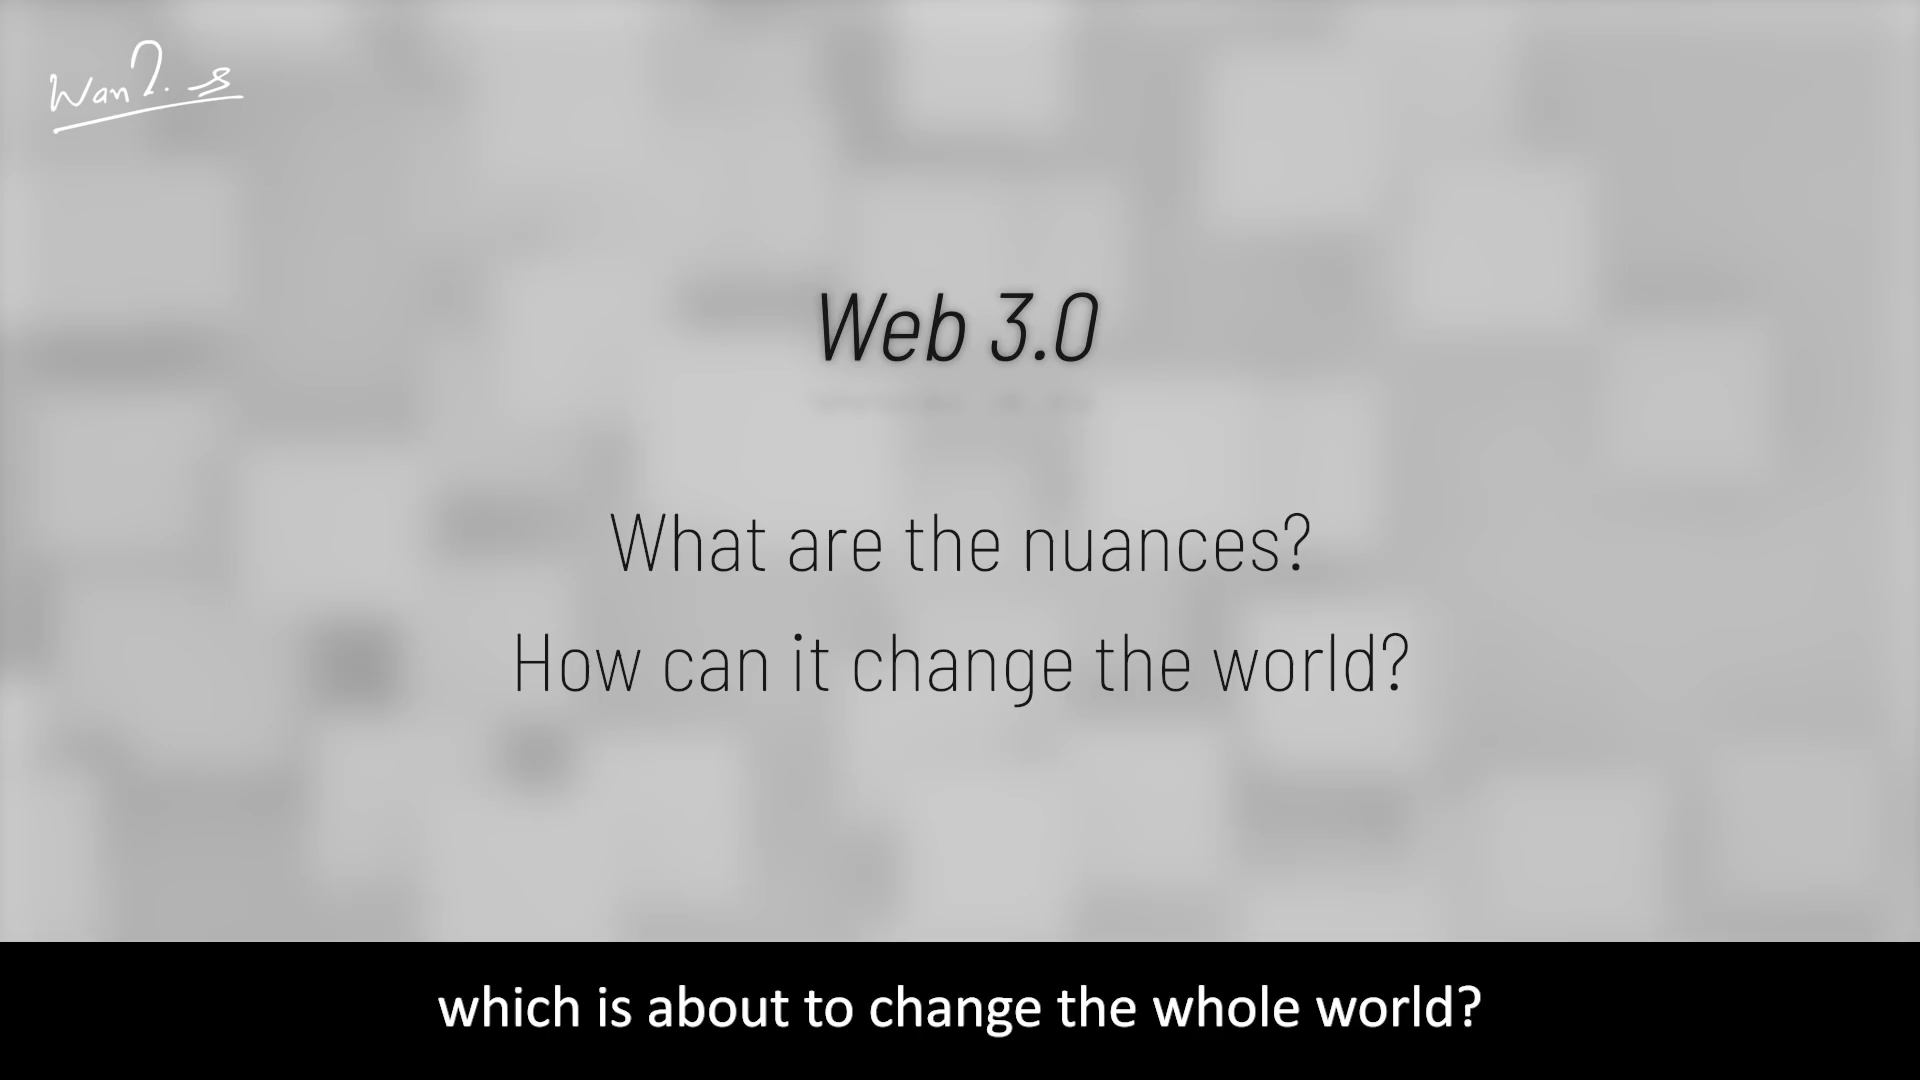 Web 3.0
What are the nuances?
How can it change the world?
which is about to change the whole world?